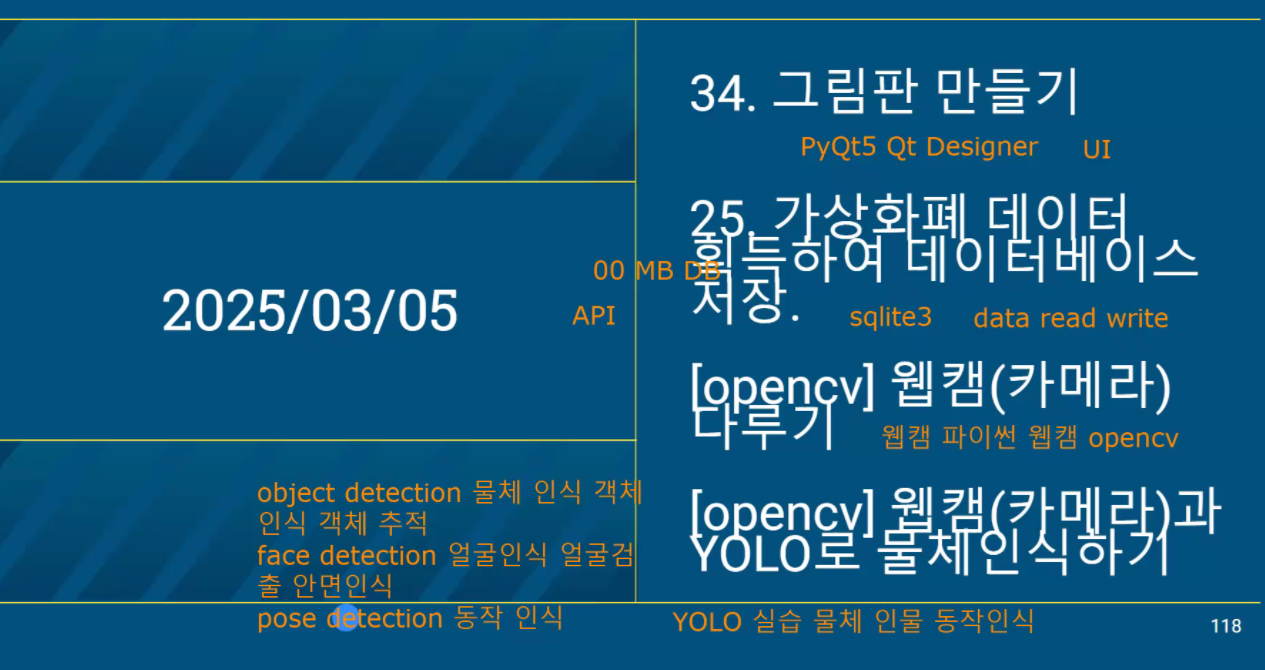 2025/03/05
object detection 물체 인식 객체
인식 객체 추적
face detection 얼굴인식 얼굴검
출 안면인식
pose detection 동작 인식
34. 그림판 만들기
PyQt5 Qt Designer UI
25. 가상화폐 데이터
획득하여 데이터베이스
00 MB DB
저장.
API
sqlite3 data read write
[opencv] 웹캠(카메라)
다루기
웹캠 파이썬 웹캠 opencv
[opencv] 웹캠(카메라)과
YOLO로 물체인식하기
YOLO 실습 물체 인물 동작인식
118